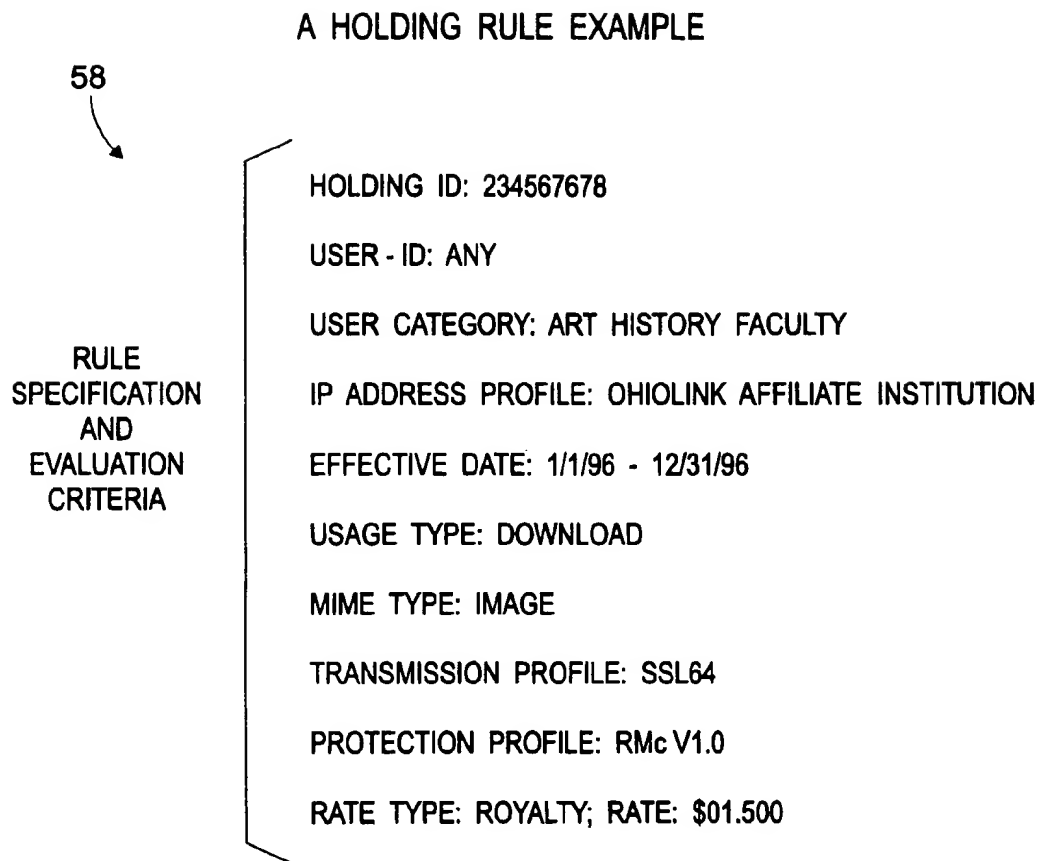 A HOLDING RULE EXAMPLE
58
RULE
SPECIFICATION
AND
EVALUATION
CRITERIA
HOLDING ID: 234567678
USER - ID: ANY
USER CATEGORY: ART HISTORY FACULTY
IP ADDRESS PROFILE: OHIOLINK AFFILIATE INSTITUTION
EFFECTIVE DATE: 1/1/96 - 12/31/96
USAGE TYPE: DOWNLOAD
MIME TYPE: IMAGE
TRANSMISSION PROFILE: SSL64
PROTECTION PROFILE: RMc V1.0
RATE TYPE: ROYALTY; RATE: $01.500